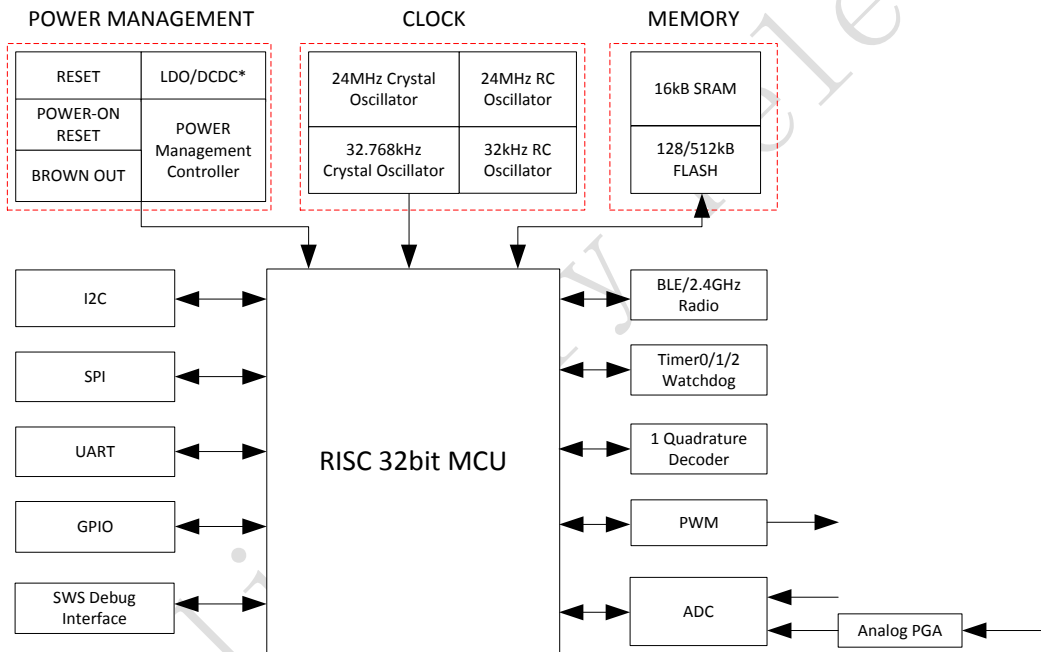 POWER MANAGEMENT
CLOCK
MEMORY
RESET
LDO/DCDC*
POWER-ON
RESET
POWER
Management
Controller
BROWN OUT
24MHz Crystal
Oscillator
24MHz RC
Oscillator
32.768kHz
Crystal Oscillator
32kHz RC
Oscillator
16kB SRAM
128/512kB
FLASH
I2C
SPI
UART
GPIO
SWS Debug
Interface
RISC 32bit MCU
BLE/2.4GHz
Radio
Timer0/1/2
Watchdog
1 Quadrature
Decoder
PWM
ADC
Analog PGA